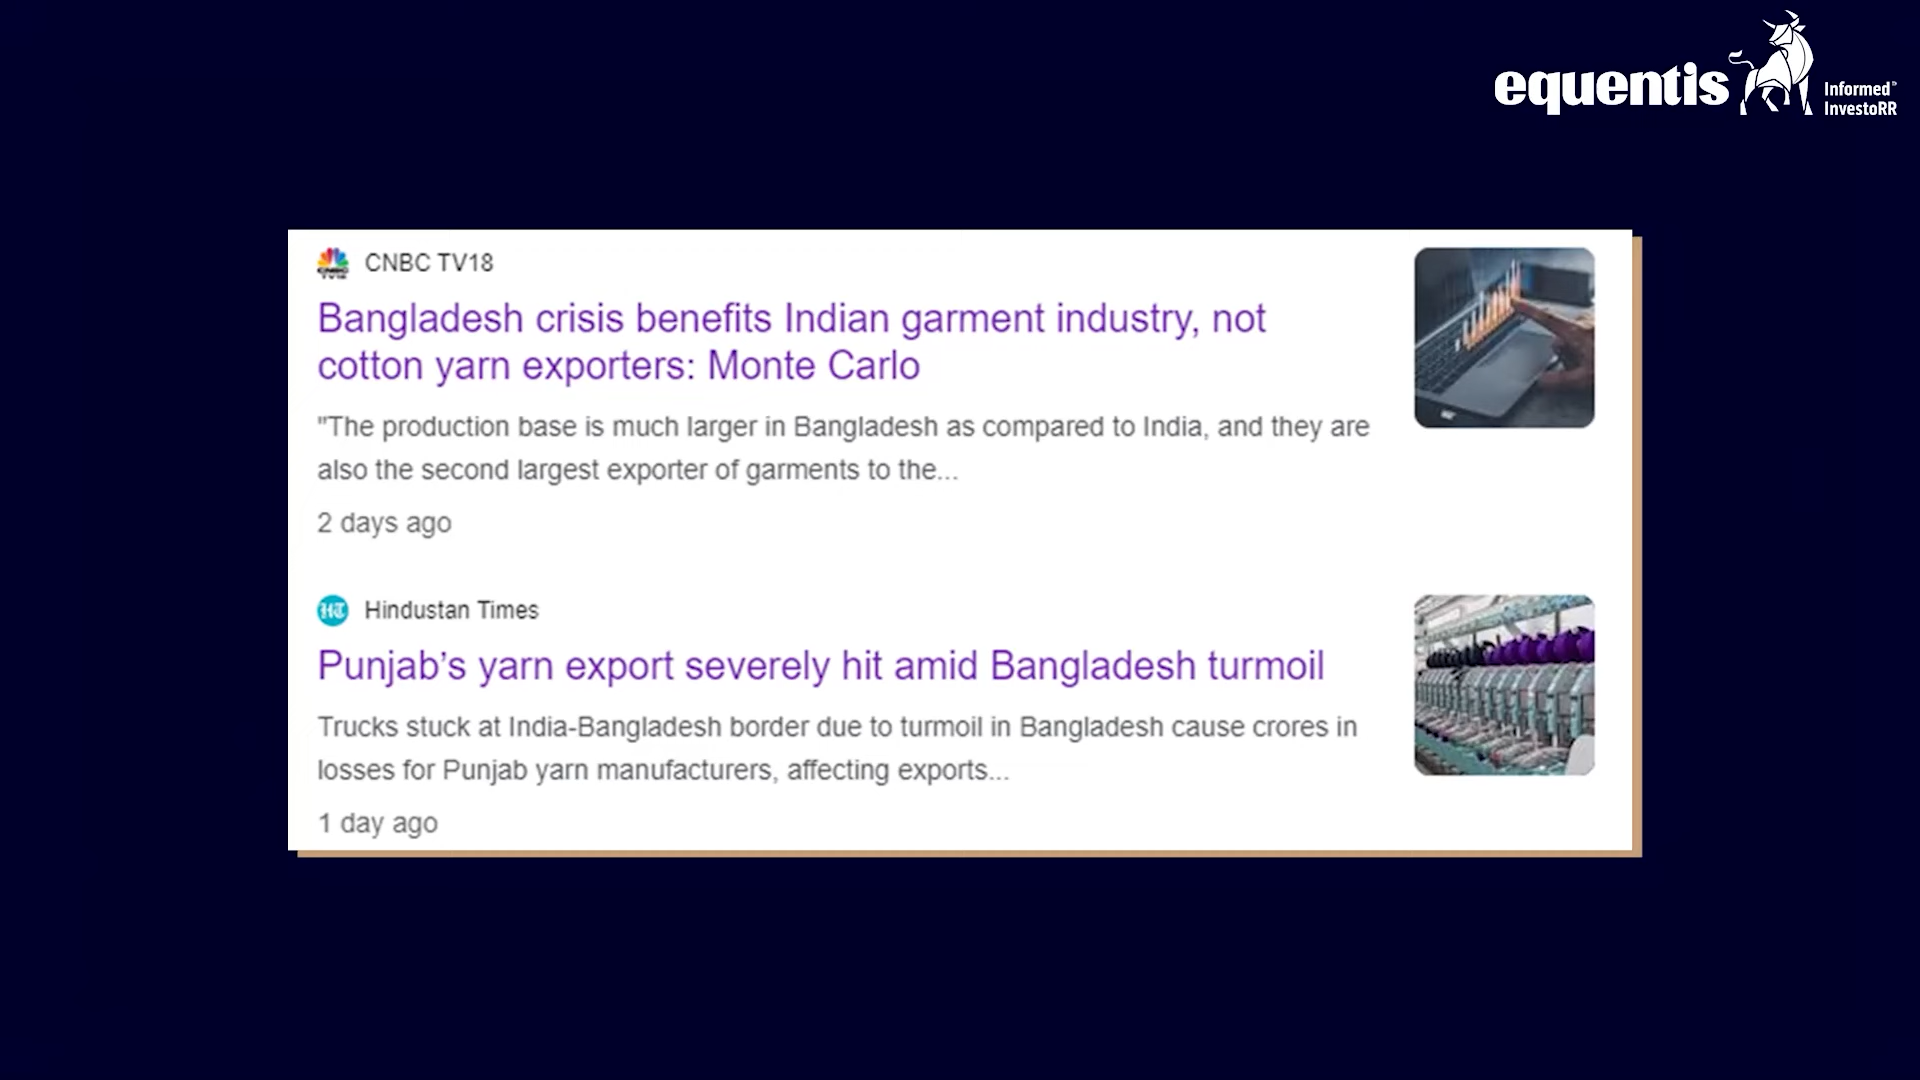 equentis
Informed
InvestoRR
CNBC TV18
Bangladesh crisis benefits Indian garment industry, not
cotton yarn exporters: Monte Carlo
"The production base is much larger in Bangladesh as compared to India, and they are
also the second largest exporter of garments to the...
2 days ago
HT
Hindustan Times
Punjab’s yarn export severely hit amid Bangladesh turmoil
Trucks stuck at India-Bangladesh border due to turmoil in Bangladesh cause crores in
losses for Punjab yarn manufacturers, affecting exports...
1 day ago